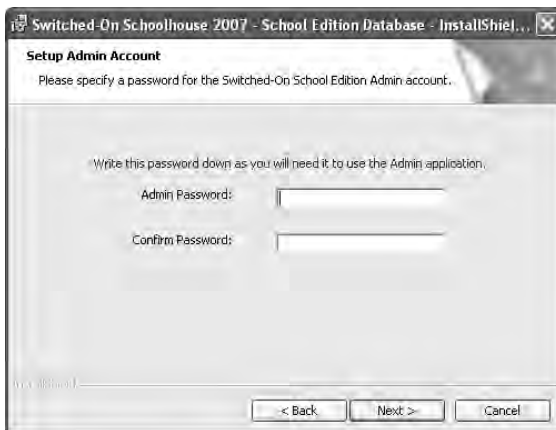 Switched-On Schoolhouse 2007 - School Edition Database - InstallShiel...
Setup Admin Account
Please specify a password for the Switched-On School Edition Admin account.
Write this password down as you will need it to use the Admin application.
Admin Password:
Confirm Password:
< Back
Next >
Cancel